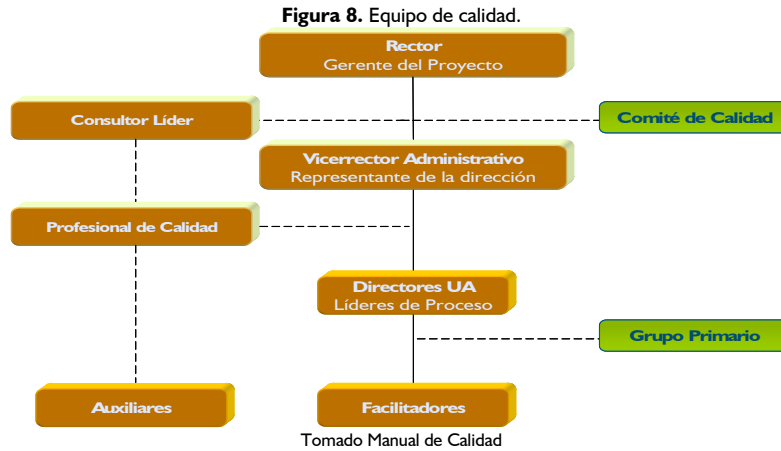 Figura 8. Equipo de calidad.
Rector
Gerente del Proyecto
Consultor Líder
Comité de Calidad
Vicerrector Administrativo
Representante de la dirección
Profesional de Calidad
Directores UA
Líderes de Proceso
Grupo Primario
Auxiliares
Facilitadores
Tomado Manual de Calidad